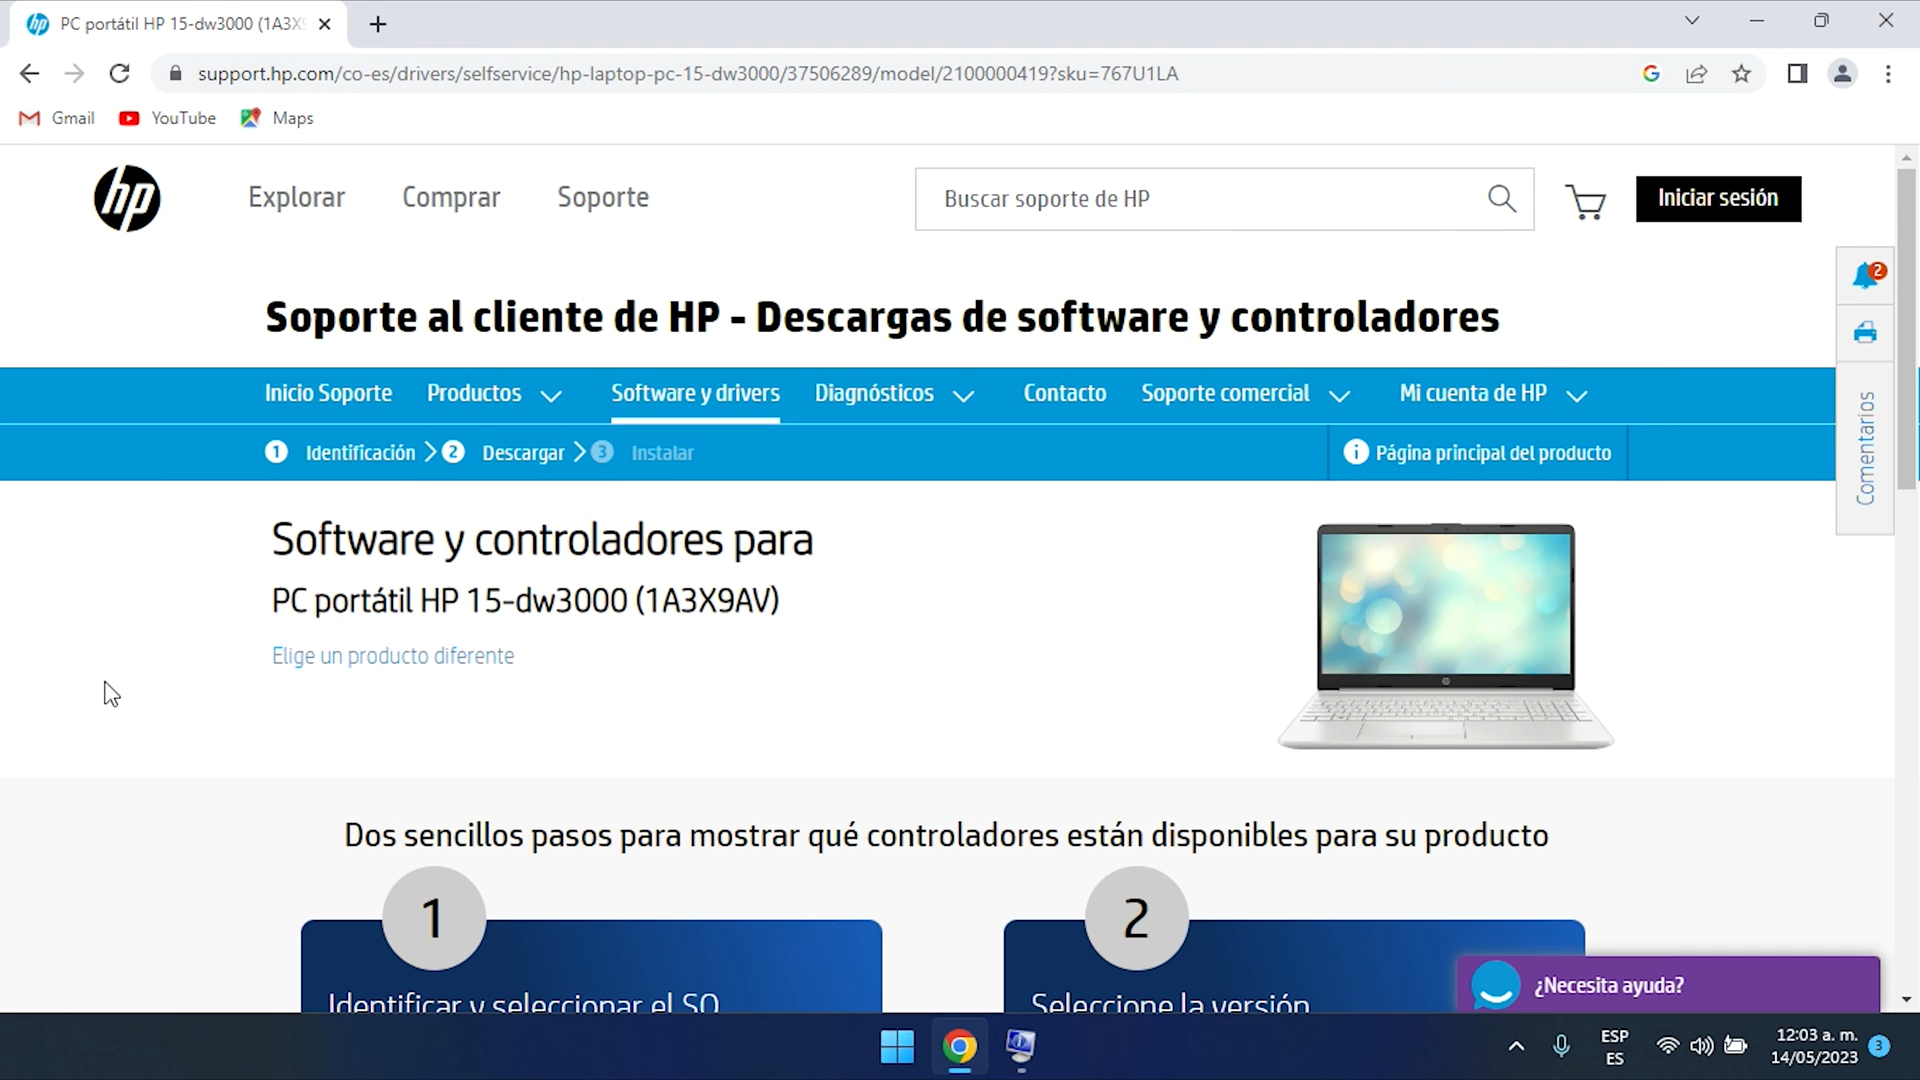 PC portátil HP 15-dw3000 (1A3X9
support.hp.com/co-es/drivers/selfservice/hp-laptop-pc-15-dw3000/37506289/model/2100000419?sku=767U1LA
Gmail YouTube Maps
hp Explorar Comprar Soporte Buscar soporte de HP Iniciar sesión
2
Soporte al cliente de HP - Descargas de software y controladores
Inicio Soporte Productos Software y drivers Diagnósticos Contacto Soporte comercial Mi cuenta de HP
1 Identificación 2 Descargar 3 Instalar Página principal del producto
Comentarios
Software y controladores para
PC portátil HP 15-dw3000 (1A3X9AV)
Elige un producto diferente
Dos sencillos pasos para mostrar qué controladores están disponibles para su producto
1 2
Identificar y seleccionar el SO Seleccione la versión
¿Necesita ayuda?
ESP 12:03 a. m.
ES 14/05/2023 3